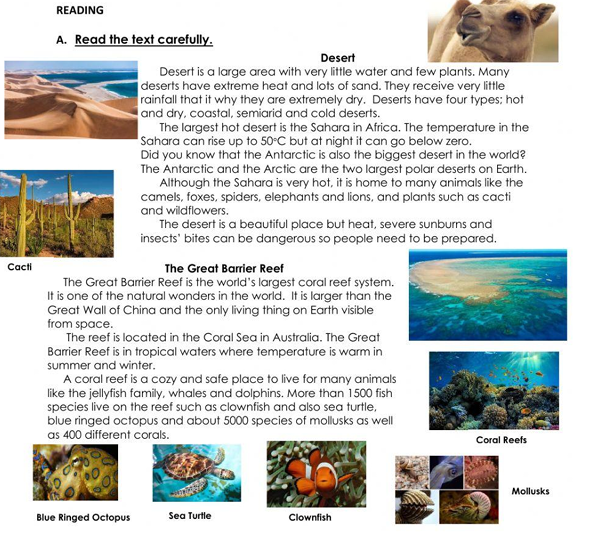 READING
A. Read the text carefully.
Desert
Desert is a large area with very little water and few plants. Many
deserts have extreme heat and lots of sand. They receive very little
rainfall that it why they are extremely dry. Deserts have four types; hot
and dry, coastal, semiarid and cold deserts.
The largest hot desert is the Sahara in Africa. The temperature in the
Sahara can rise up to 50°C but at night it can go below zero.
Did you know that the Antarctic is also the biggest desert in the world?
The Antarctic and the Arctic are the two largest polar deserts on Earth.
Although the Sahara is very hot, it is home to many animals like the
camels, foxes, spiders, elephants and lions, and plants such as cacti
and wildflowers.
The desert is a beautiful place but heat, severe sunburns and
insects' bites can be dangerous so people need to be prepared.
Cacti
The Great Barrier Reef
The Great Barrier Reef is the world's largest coral reef system.
It is one of the natural wonders in the world. It is larger than the
Great Wall of China and the only living thing on Earth visible
from space.
The reef is located in the Coral Sea in Australia. The Great
Barrier Reef is in tropical waters where temperature is warm in
summer and winter.
A coral reef is a cozy and safe place to live for many animals
like the jellyfish family, whales and dolphins. More than 1500 fish
species live on the reef such as clownfish and also sea turtle,
blue ringed octopus and about 5000 species of mollusks as well
as 400 different corals.
Coral Reefs
Mollusks
Blue Ringed Octopus
Sea Turtle
Clownfish